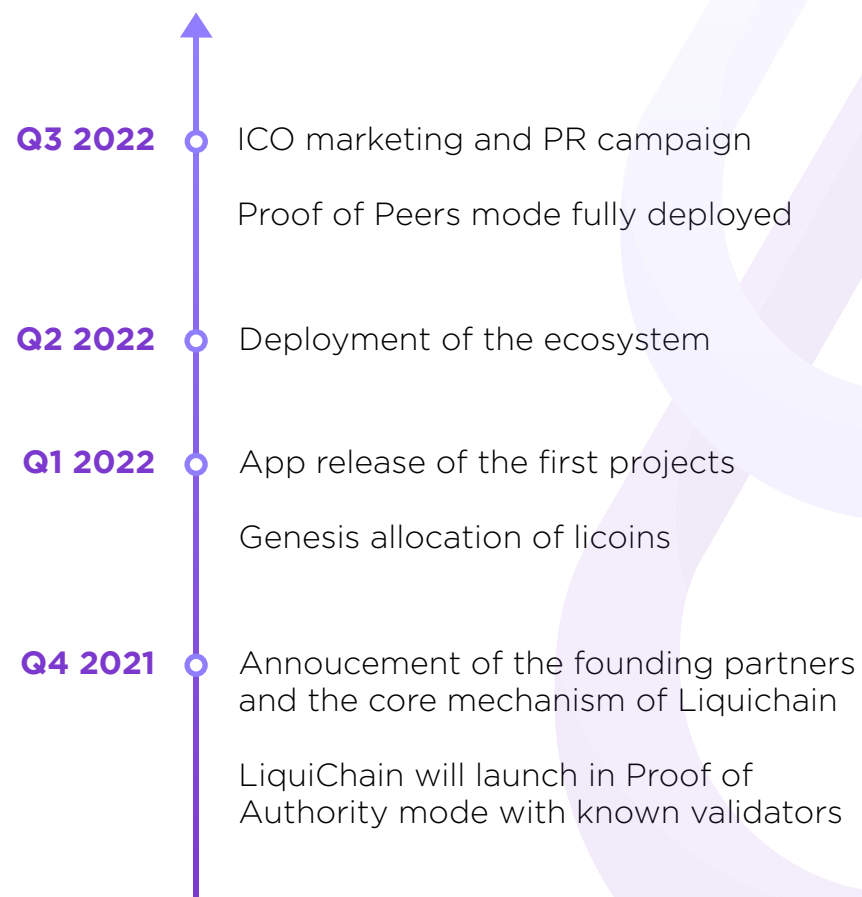 Q3 2022 ICO marketing and PR campaign
Proof of Peers mode fully deployed
Q2 2022 Deployment of the ecosystem
Q1 2022 App release of the first projects
Genesis allocation of licoins
Q4 2021 Annoucement of the founding partners
and the core mechanism of Liquichain
LiquiChain will launch in Proof of
Authority mode with known validators